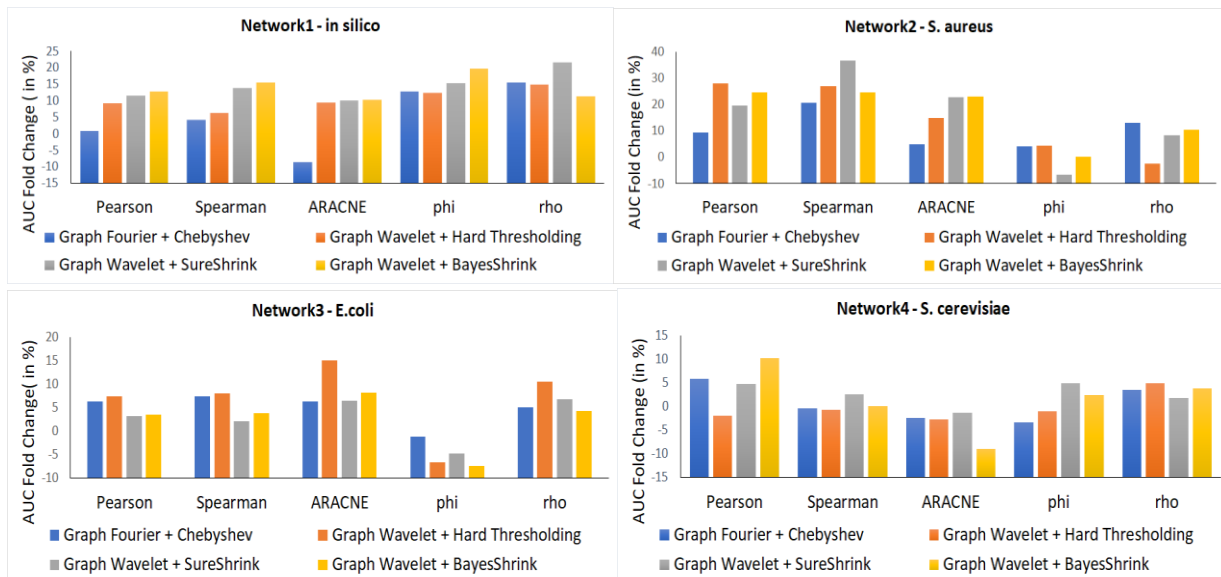 Network1 - in silico
AUC Fold Change ( in %)
25
20
15
10
5
0
-5
-10
-15
Pearson Spearman ARACNE phi rho
Graph Fourier + Chebyshev Graph Wavelet + Hard Thresholding
Graph Wavelet + SureShrink Graph Wavelet + BayesShrink
Network2 - S. aureus
AUC Fold Change (in %)
40
30
20
10
0
-10
Pearson Spearman ARACNE phi rho
Graph Fourier + Chebyshev Graph Wavelet + Hard Thresholding
Graph Wavelet + SureShrink Graph Wavelet + BayesShrink
Network3 - E.coli
AUC Fold Change( in %)
20
15
10
5
0
-5
-10
Pearson Spearman ARACNE phi rho
Graph Fourier + Chebyshev Graph Wavelet + Hard Thresholding
Graph Wavelet + SureShrink Graph Wavelet + BayesShrink
Network4 - S. cerevisiae
AUC Fold Change (in %)
15
10
5
0
-5
-10
-15
Pearson Spearman ARACNE phi rho
Graph Fourier + Chebyshev Graph Wavelet + Hard Thresholding
Graph Wavelet + SureShrink Graph Wavelet + BayesShrink